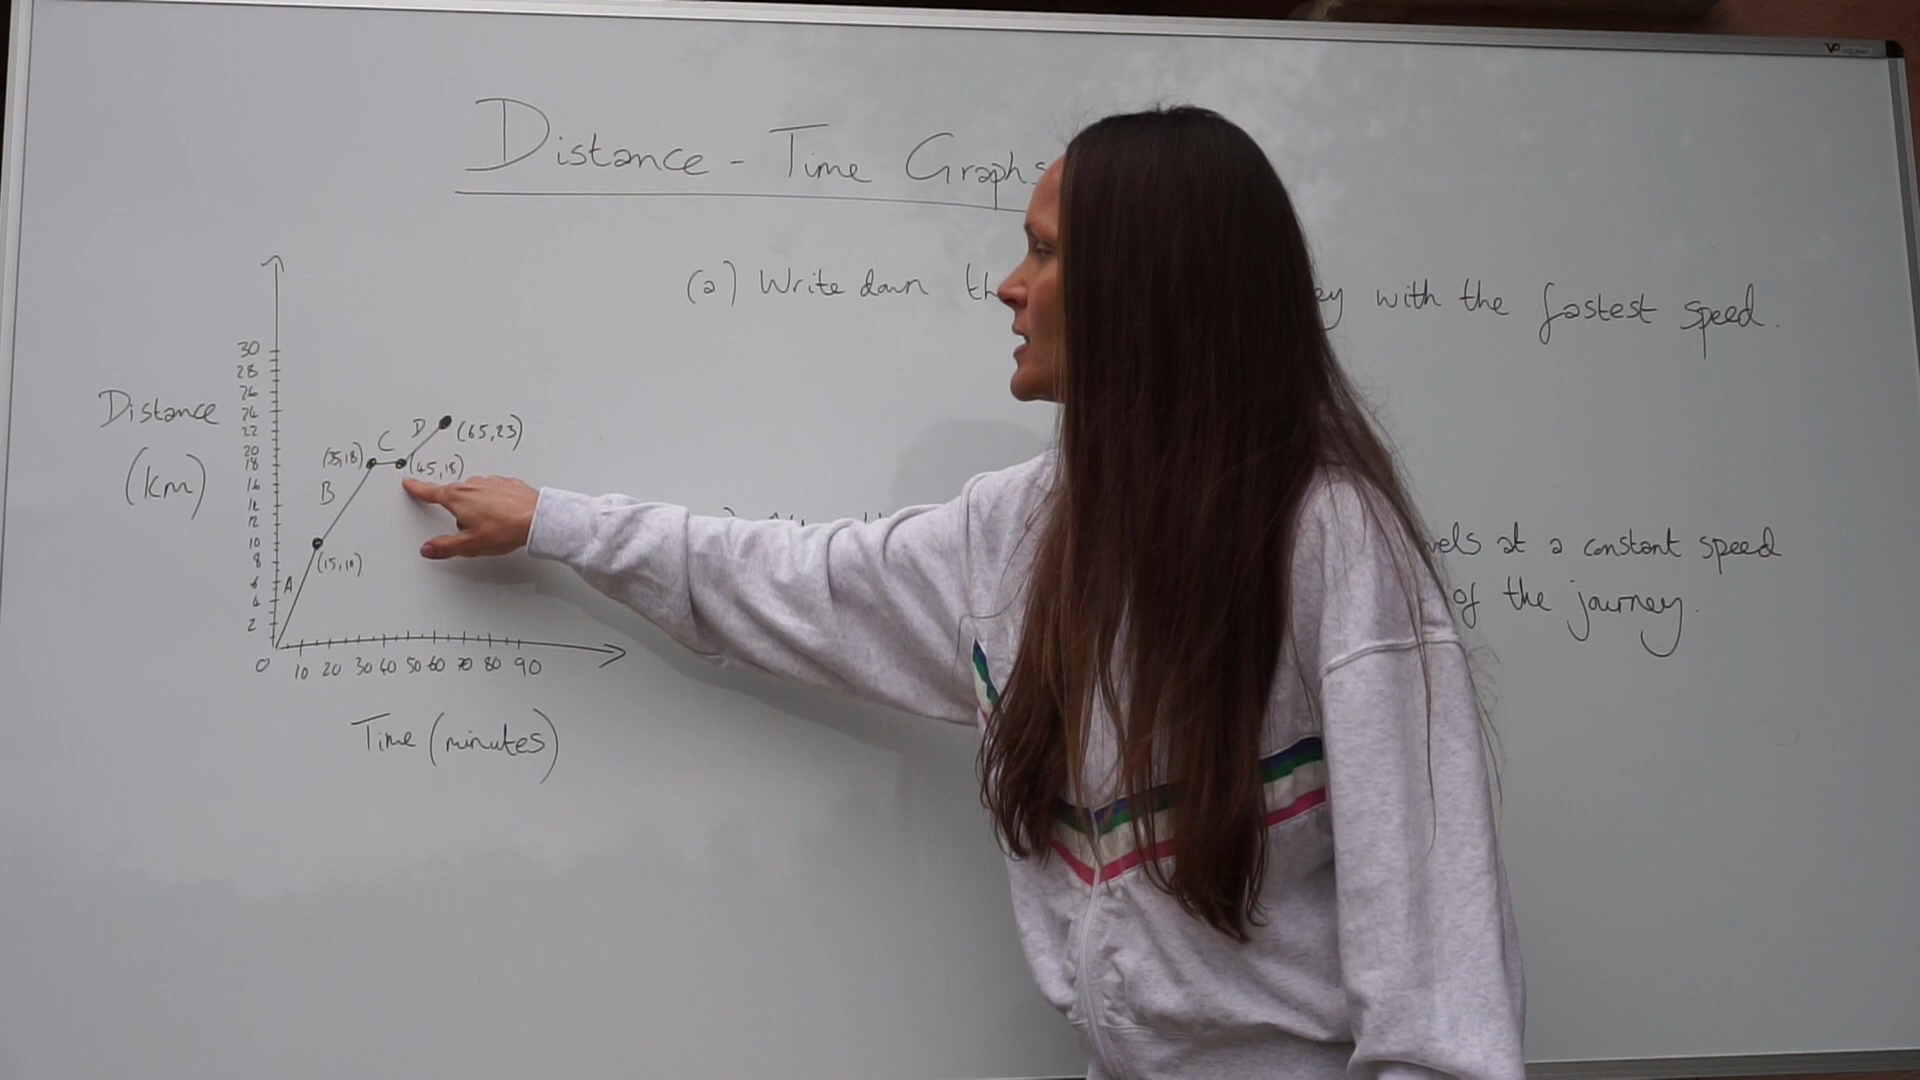 Distance - Time Graphs
(a) Write down th ey with the fastest speed.
30
28
26
24
22
20
18
16
14
12
10
8
6
4
2
0
Distance
(km)
A
B
C
D
(15,10)
(35,18)
(45,18)
(65,23)
10 20 30 40 50 60 70 80 90
Time (minutes)
vels at a constant speed
of the journey.